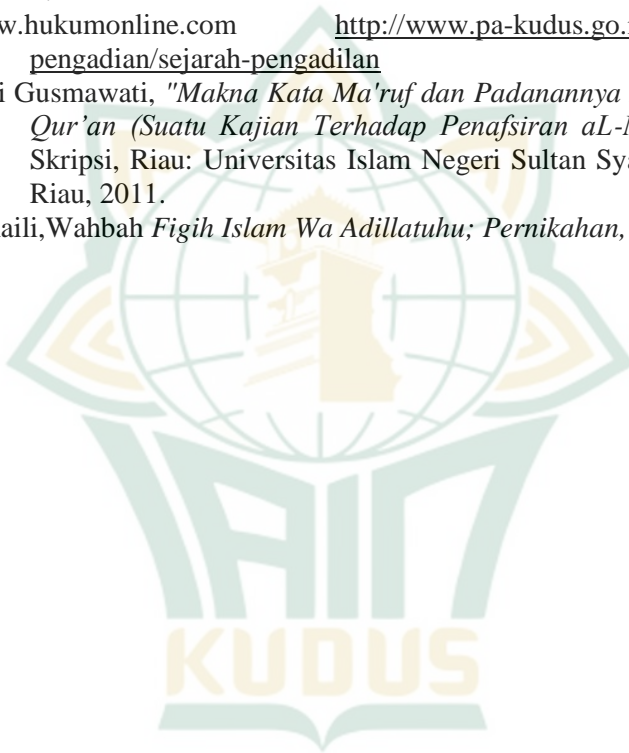 w.hukumonline.com http://www.pa-kudus.go.i
pengadian/sejarah-pengadilan
i Gusmawati, "Makna Kata Ma'ruf dan Padanannya
Qur'an (Suatu Kajian Terhadap Penafsiran aL-M
Skripsi, Riau: Universitas Islam Negeri Sultan Sya
Riau, 2011.
aili,Wahbah Figih Islam Wa Adillatuhu; Pernikahan,
IAIN
KUDUS